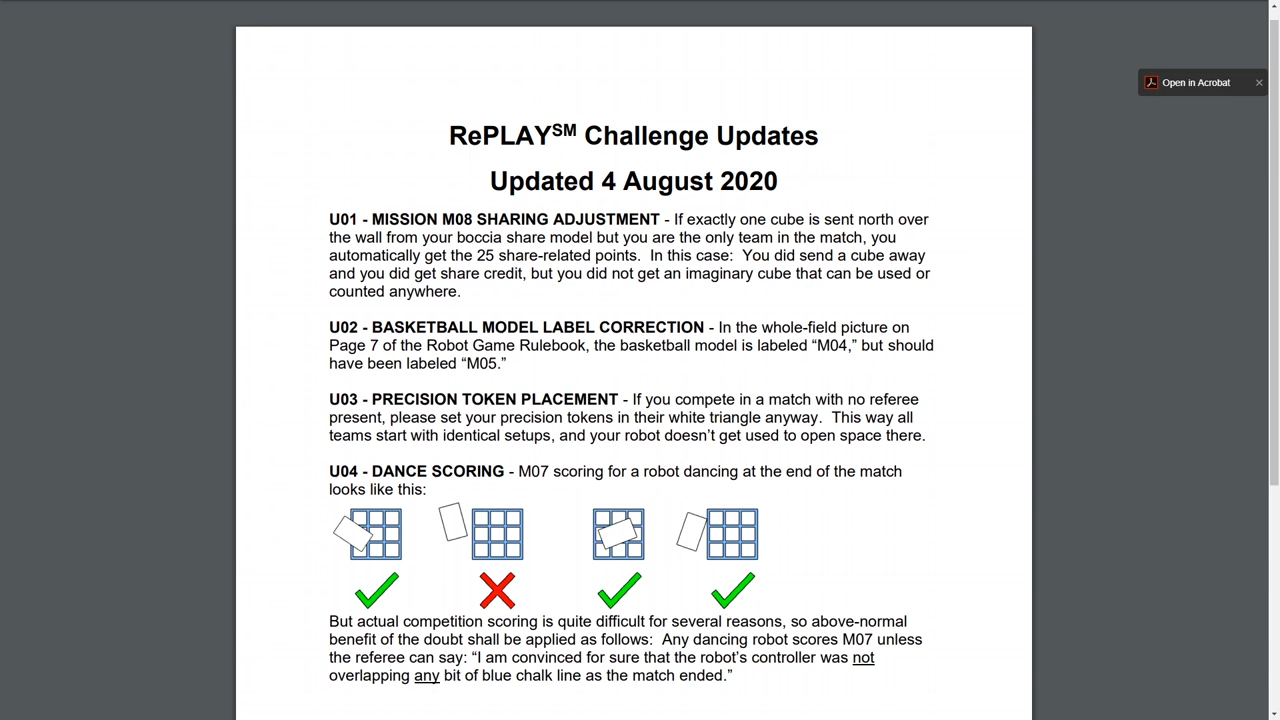 Open in Acrobat
RePLAY℠ Challenge Updates
Updated 4 August 2020
U01 - MISSION M08 SHARING ADJUSTMENT - If exactly one cube is sent north over
the wall from your boccia share model but you are the only team in the match, you
automatically get the 25 share-related points.  In this case:  You did send a cube away
and you did get share credit, but you did not get an imaginary cube that can be used or
counted anywhere.
U02 - BASKETBALL MODEL LABEL CORRECTION - In the whole-field picture on
Page 7 of the Robot Game Rulebook, the basketball model is labeled “M04,” but should
have been labeled “M05.”
U03 - PRECISION TOKEN PLACEMENT - If you compete in a match with no referee
present, please set your precision tokens in their white triangle anyway.  This way all
teams start with identical setups, and your robot doesn’t get used to open space there.
U04 - DANCE SCORING - M07 scoring for a robot dancing at the end of the match
looks like this:
But actual competition scoring is quite difficult for several reasons, so above-normal
benefit of the doubt shall be applied as follows:  Any dancing robot scores M07 unless
the referee can say: “I am convinced for sure that the robot’s controller was not
overlapping any bit of blue chalk line as the match ended.”